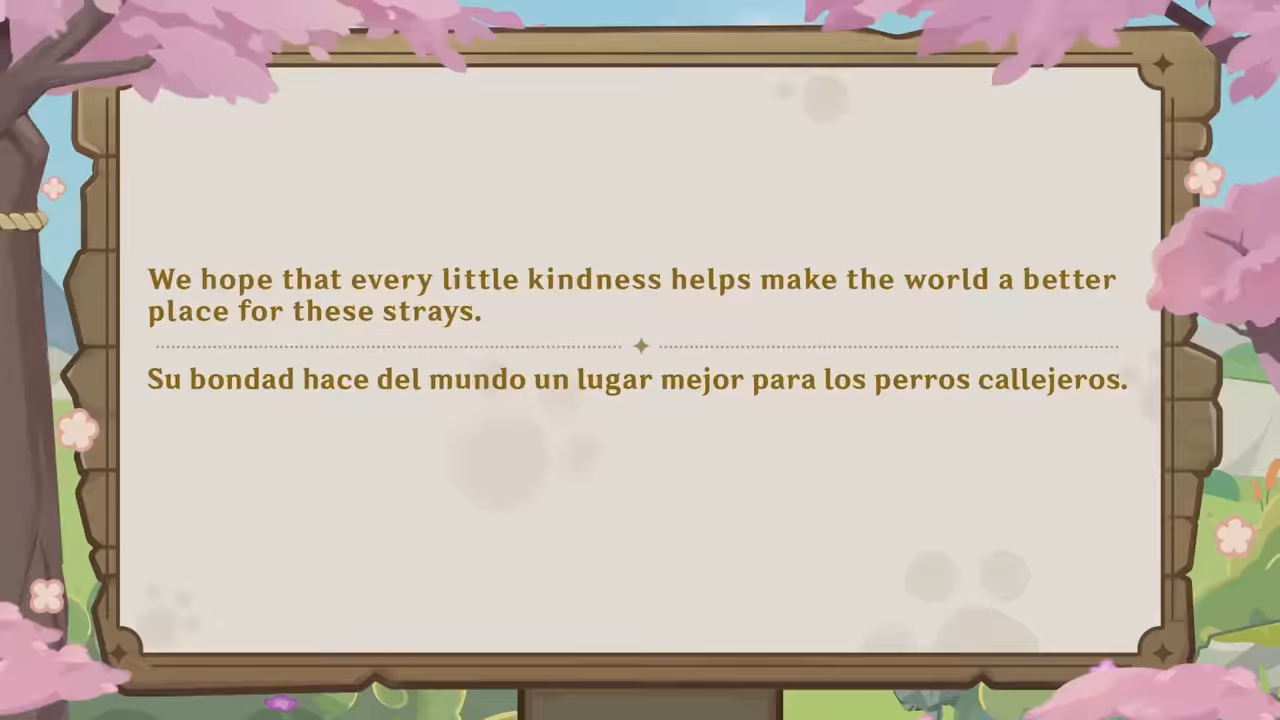 We hope that every little kindness helps make the world a better
place for these strays.
Su bondad hace del mundo un lugar mejor para los perros callejeros.